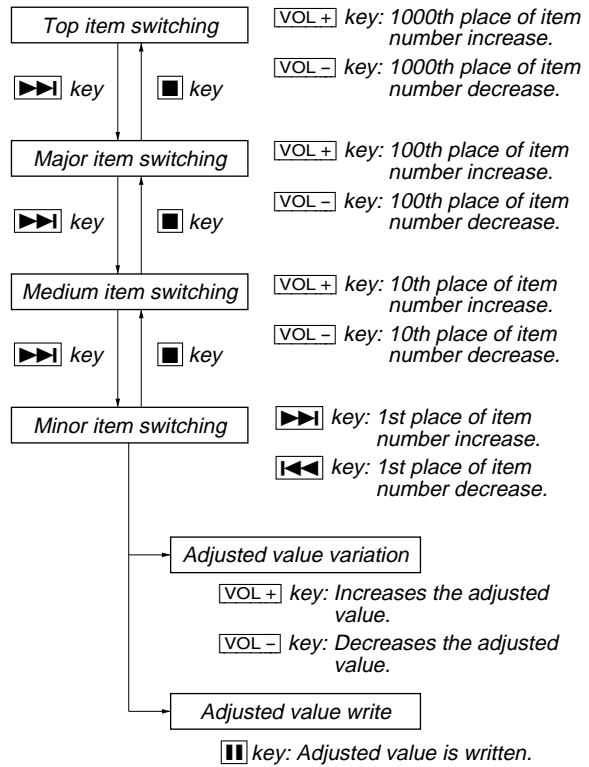 Top item switching
VOL + key: 1000th place of item
number increase.
VOL – key: 1000th place of item
number decrease.
▶▶| key
■ key
Major item switching
VOL + key: 100th place of item
number increase.
VOL – key: 100th place of item
number decrease.
▶▶| key
■ key
Medium item switching
VOL + key: 10th place of item
number increase.
VOL – key: 10th place of item
number decrease.
▶▶| key
■ key
Minor item switching
▶▶| key: 1st place of item
number increase.
|◀◀ key: 1st place of item
number decrease.
Adjusted value variation
VOL + key: Increases the adjusted
value.
VOL – key: Decreases the adjusted
value.
Adjusted value write
❚❚ key: Adjusted value is written.